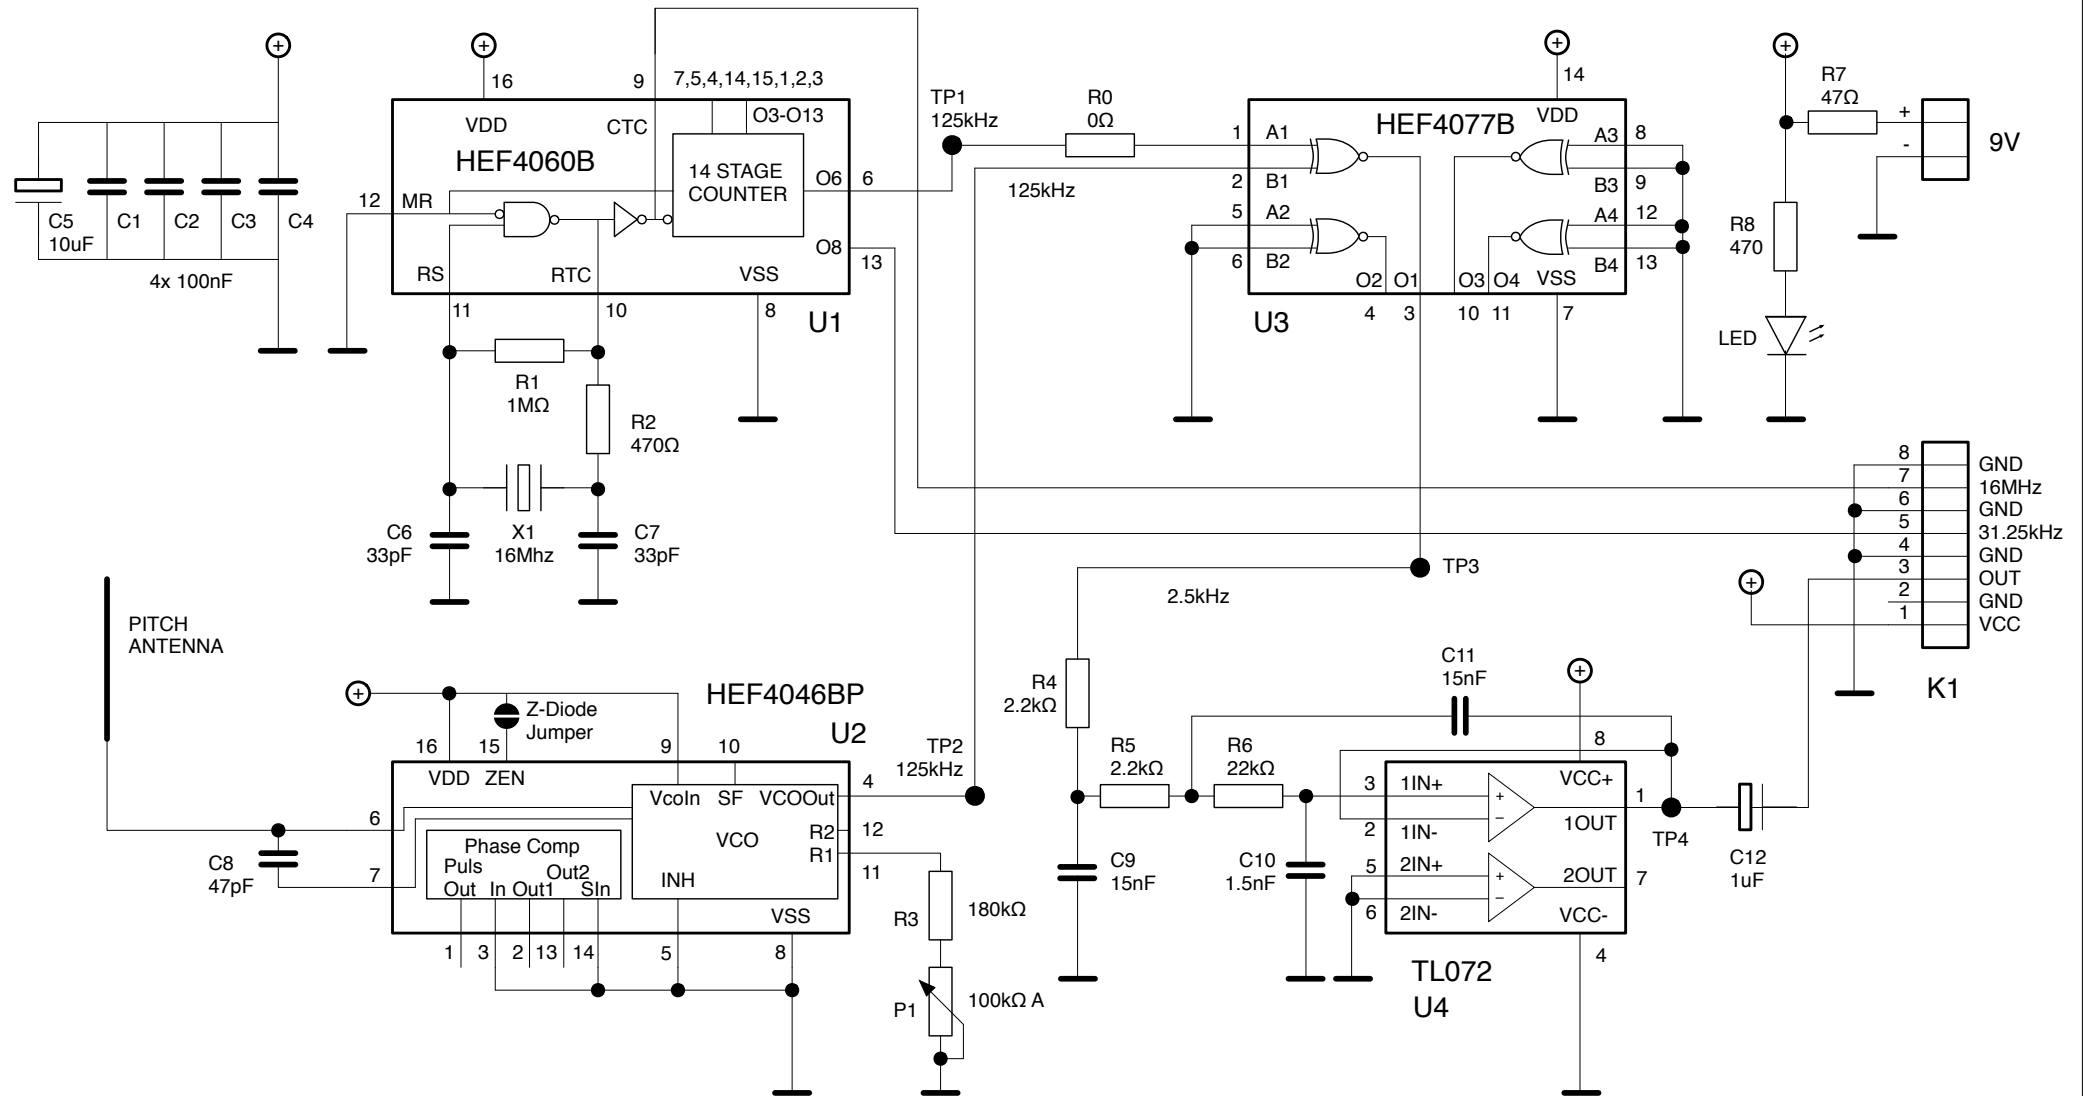 C5
10uF
C1
C2
C3
C4
4x 100nF
16
9
7,5,4,14,15,1,2,3
VDD
CTC
O3-O13
HEF4060B
14 STAGE
COUNTER
O6
6
12
MR
O8
13
RS
RTC
VSS
11
10
8
U1
R1
1MΩ
R2
470Ω
X1
16Mhz
C6
33pF
C7
33pF
TP1
125kHz
R0
0Ω
125kHz
14
VDD
HEF4077B
1
A1
2
B1
5
A2
6
B2
A3
8
B3
9
A4
12
B4
13
O2
O1
O3
O4
VSS
4
3
10
11
7
U3
R7
47Ω
+
-
9V
R8
470
LED
8
GND
7
16MHz
6
GND
5
31.25kHz
4
GND
3
OUT
2
GND
1
VCC
K1
TP3
2.5kHz
PITCH
ANTENNA
C8
47pF
Z-Diode
Jumper
HEF4046BP
U2
16
15
9
10
VDD
ZEN
VcoIn
SF
VCOOut
4
VCO
R2
12
R1
11
6
7
Phase Comp
Puls
Out
In
Out1
Out2
SIn
INH
VSS
1
3
2
13
14
5
8
TP2
125kHz
R3
180kΩ
P1
100kΩ A
R4
2.2kΩ
R5
2.2kΩ
R6
22kΩ
C9
15nF
C10
1.5nF
C11
15nF
8
VCC+
3
1IN+
+
2
1IN-
−
1
1OUT
5
2IN+
+
6
2IN-
−
2OUT
7
VCC-
4
TL072
U4
TP4
C12
1uF